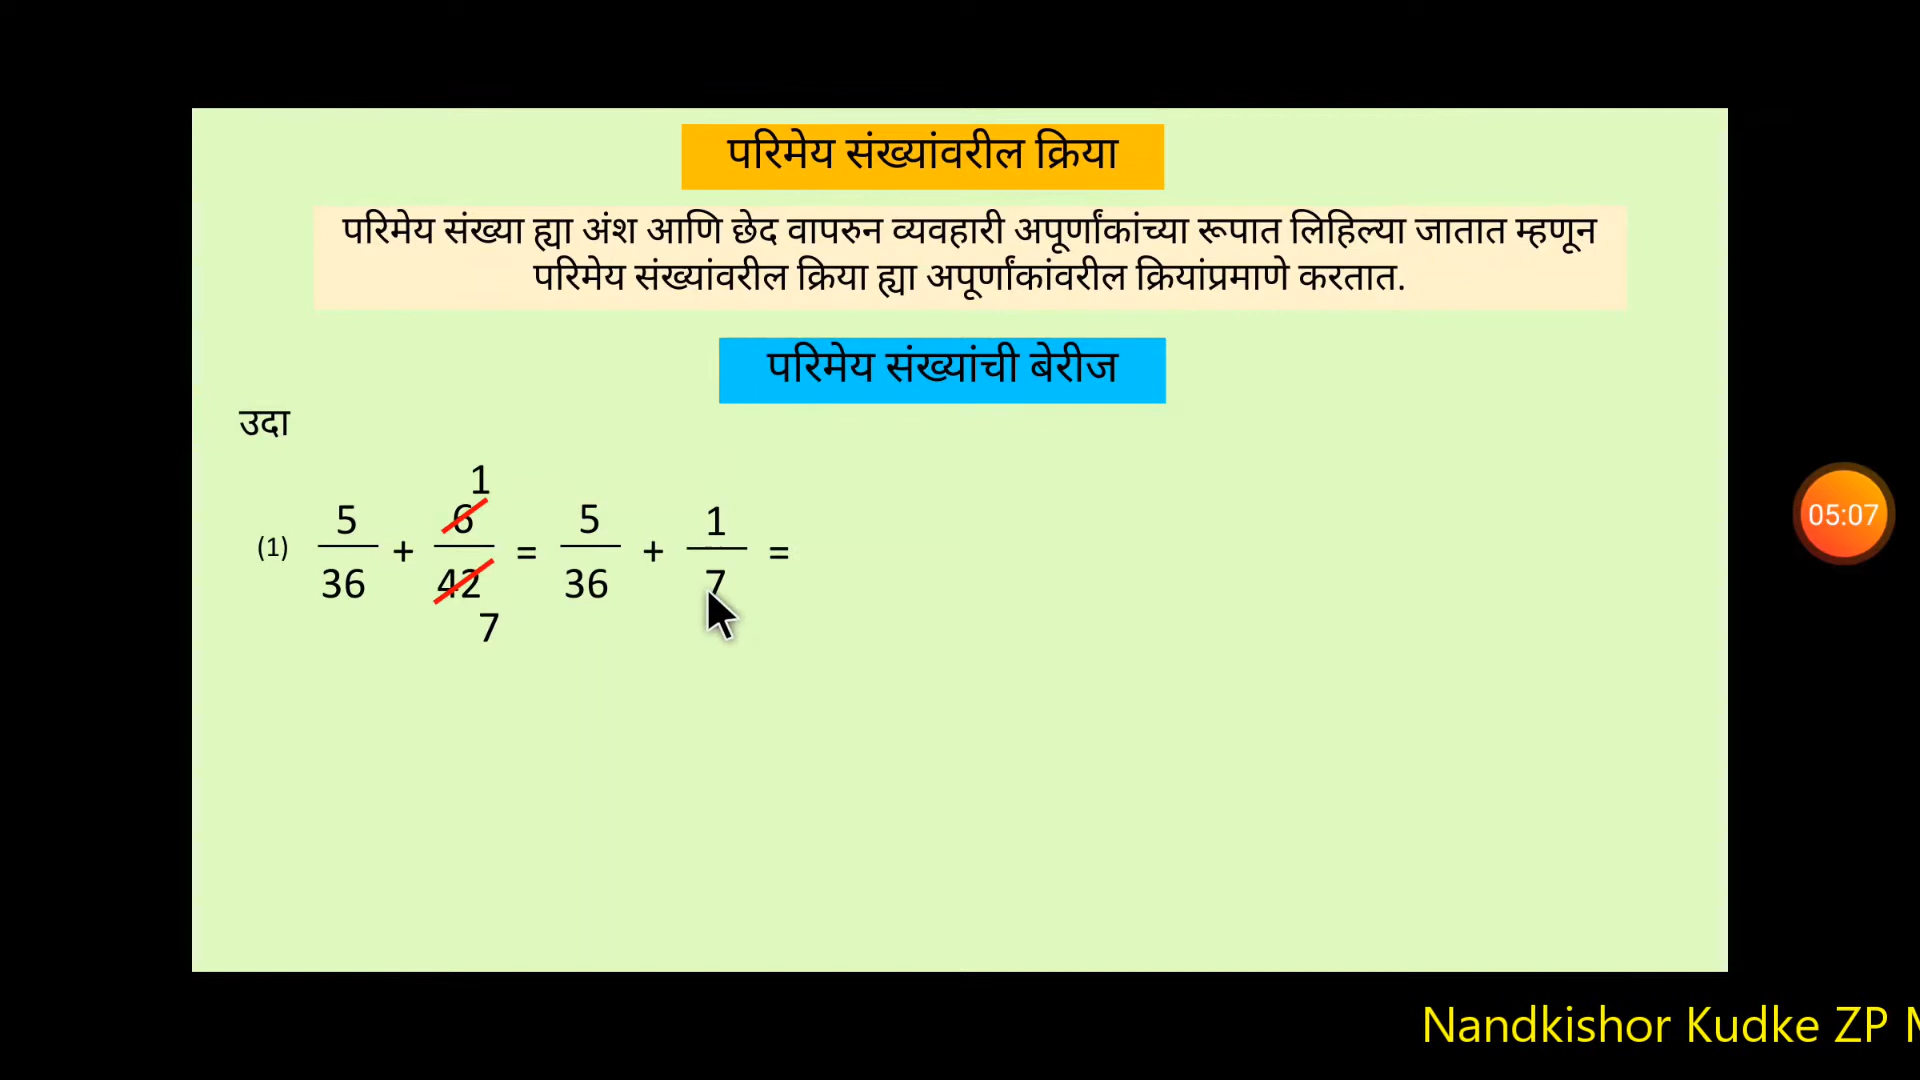 परिमेय संख्यांवरील क्रिया
परिमेय संख्या ह्या अंश आणि छेद वापरुन व्यवहारी अपूर्णांकांच्या रूपात लिहिल्या जातात म्हणून
परिमेय संख्यांवरील क्रिया ह्या अपूर्णांकांवरील क्रियांप्रमाणे करतात.
परिमेय संख्यांची बेरीज
उदा
1
5 6 5 1
(1) + = + =
36 42 36 7
7
05:07
Nandkishor Kudke ZP